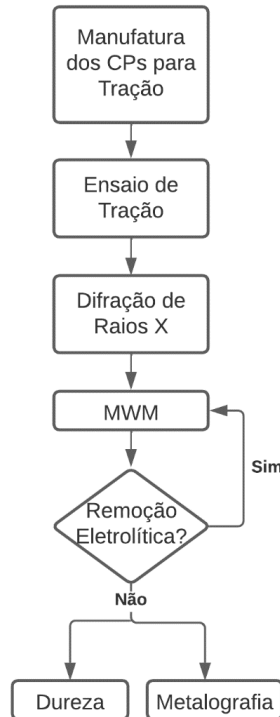 Manufatura
dos CPs para
Tração
Ensaio de
Tração
Difração de
Raios X
MWM
Sim
Remoção
Eletrolítica?
Não
Dureza
Metalografia